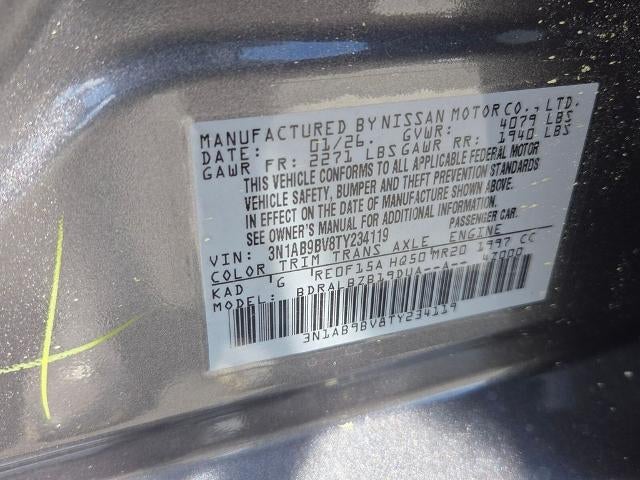 MANUFACTURED BY NISSAN MOTOR CO., LTD.
DATE: 01/26. GVWR: 4079 LBS
GAWR FR: 2271 LBS GAWR RR: 1940 LBS
THIS VEHICLE CONFORMS TO ALL APPLICABLE FEDERAL MOTOR
VEHICLE SAFETY, BUMPER AND THEFT PREVENTION STANDARDS
IN EFFECT ON THE DATE OF MANUFACTURE SHOWN ABOVE.
SEE OWNER'S MANUAL FOR ADDITIONAL INFORMATION.
VIN: 3N1AB9BV8TY234119 PASSENGER CAR.
COLOR TRIM TRANS AXLE ENGINE
KAD G RE0F15A HQ50 MR20 1997 CC
MODEL: BDRALBZB19DUA--A-- 47000
3N1AB9BV8TY234119